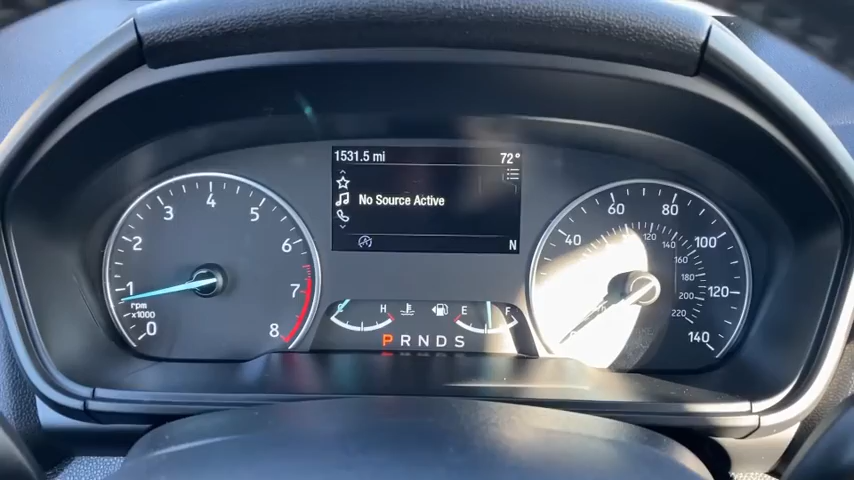 1531.5 mi 72°
No Source Active
N
0 1 2 3 4 5 6 7 8
rpm
x1000
40 60 80 100 120 140
120 140 160 180 200 220
C H E F
P R N D S